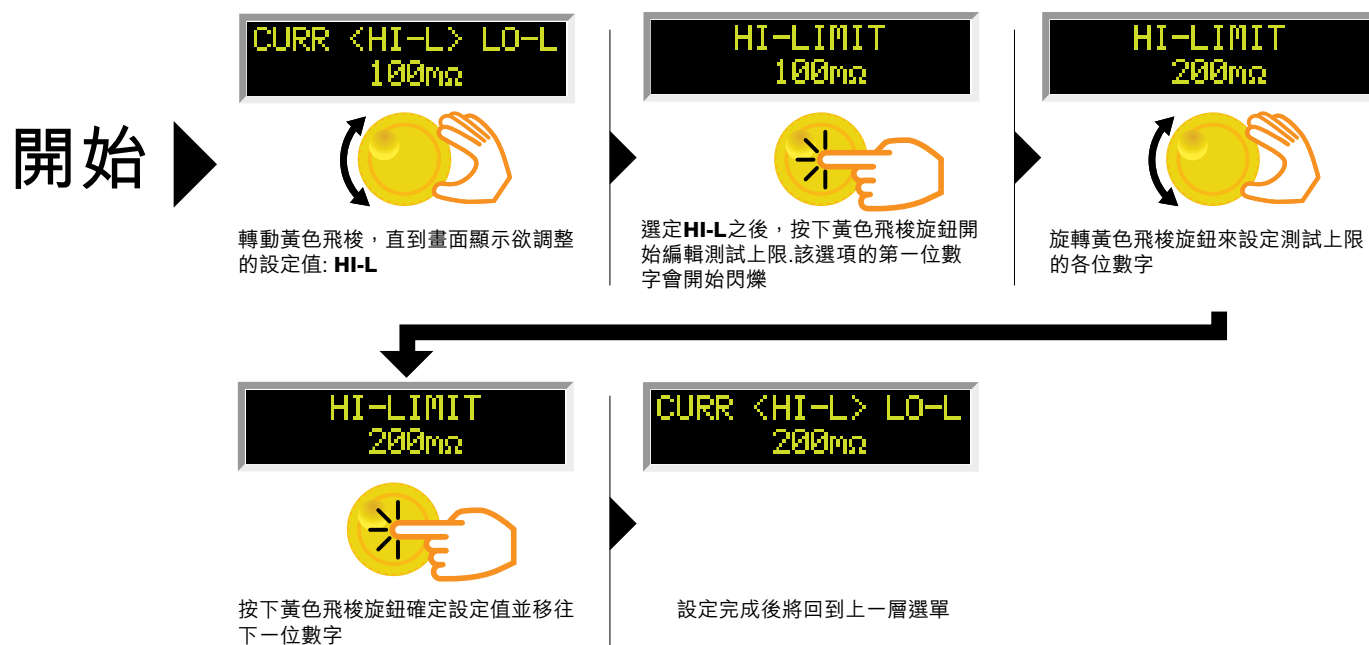 開始
CURR <HI-L> LO-L
100mΩ
轉動黃色飛梭，直到畫面顯示欲調整
的設定值: HI-L
HI-LIMIT
100mΩ
選定HI-L之後，按下黃色飛梭旋鈕開
始編輯測試上限.該選項的第一位數
字會開始閃爍
HI-LIMIT
200mΩ
旋轉黃色飛梭旋鈕來設定測試上限
的各位數字
HI-LIMIT
200mΩ
按下黃色飛梭旋鈕確定設定值並移往
下一位數字
CURR <HI-L> LO-L
200mΩ
設定完成後將回到上一層選單